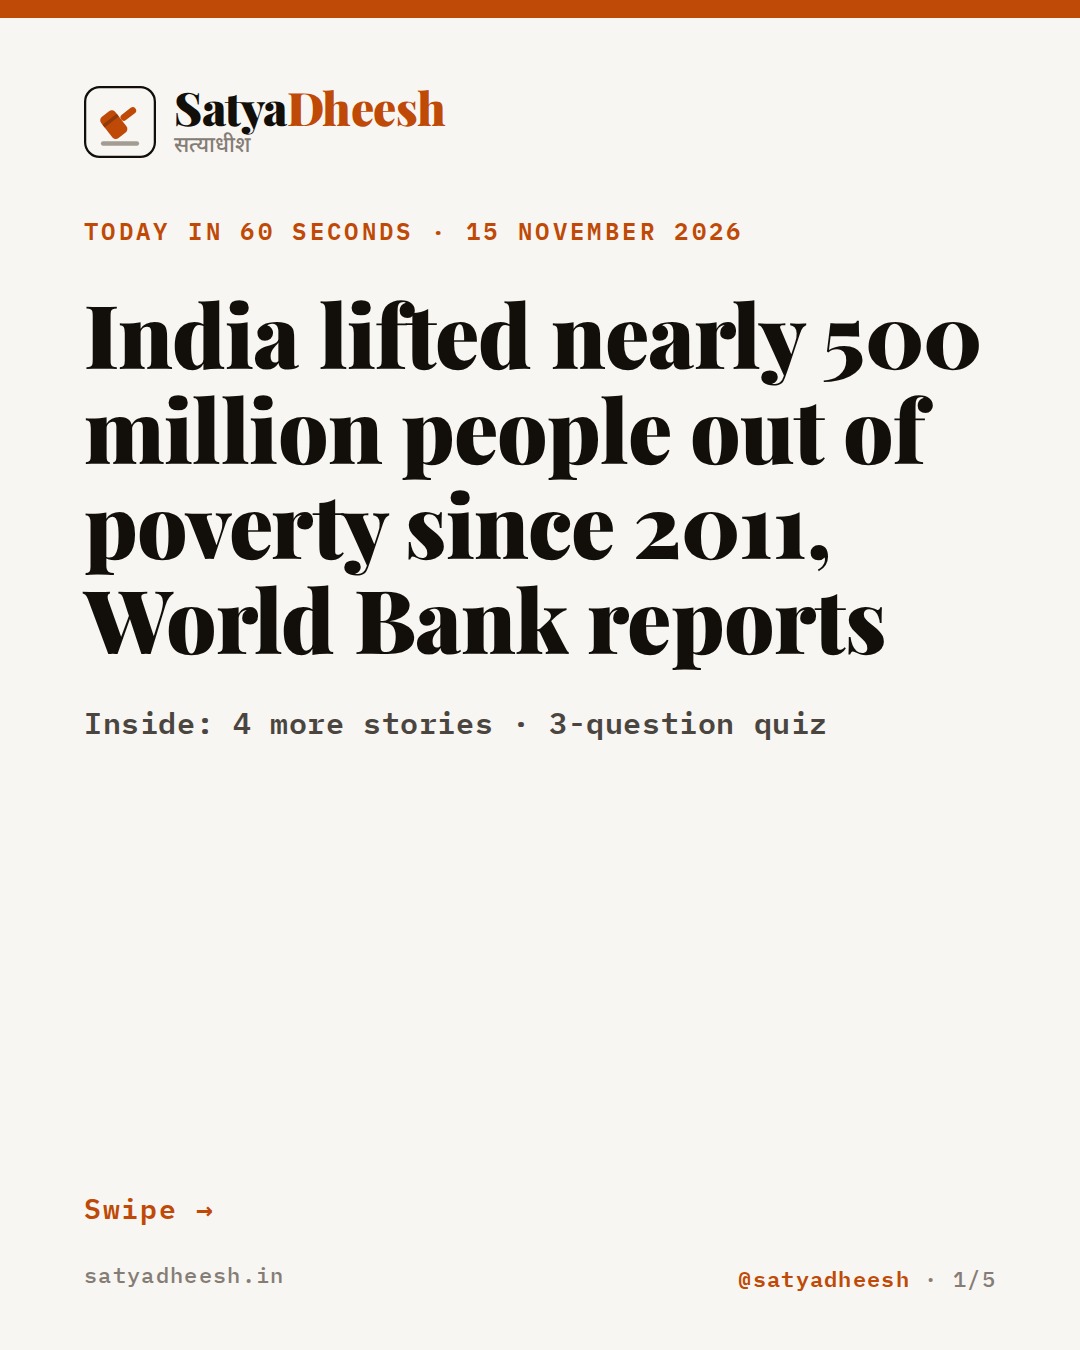 SatyaDheesh
सत्याधीश
TODAY IN 60 SECONDS · 15 NOVEMBER 2026
India lifted nearly 500
million people out of
poverty since 2011,
World Bank reports
Inside: 4 more stories · 3-question quiz
Swipe →
satyadheesh.in
@satyadheesh · 1/5